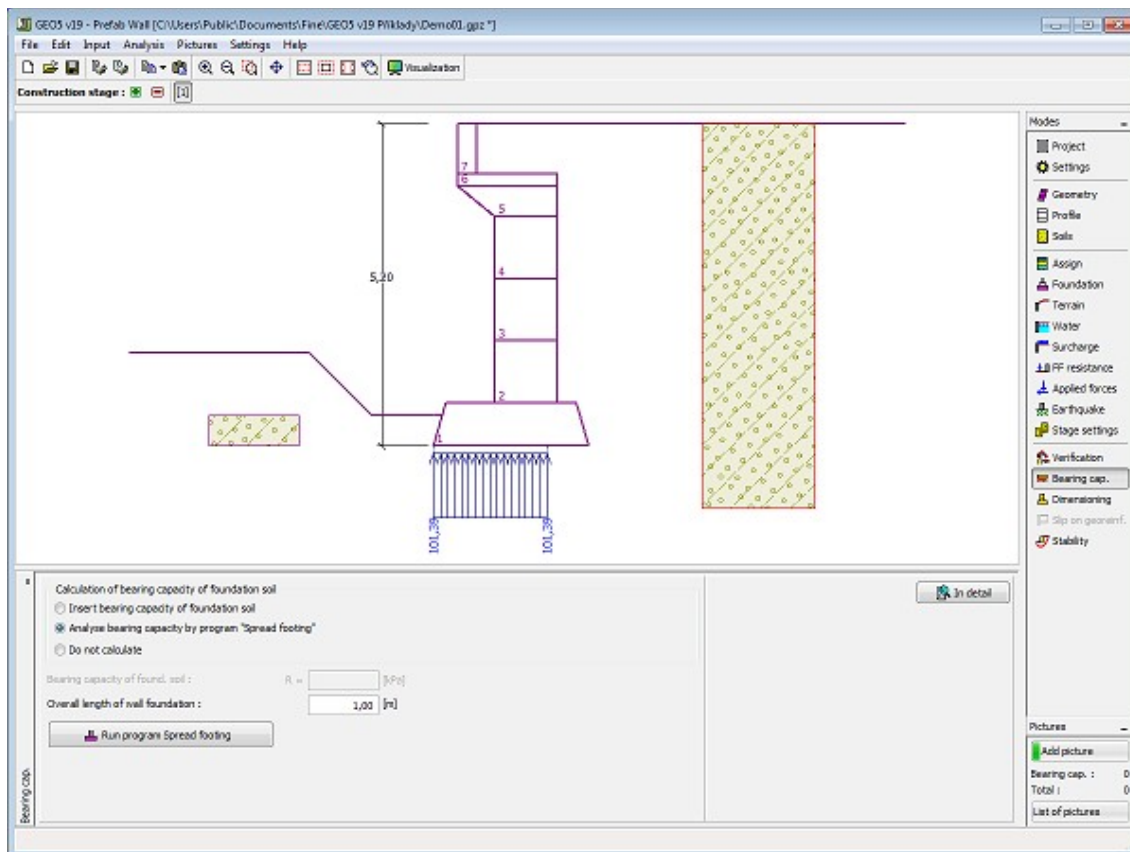 GEO5 v19 - Prefab Wall [C:\Users\Public\Documents\Fine\GEO5 v19 Příklady\Demo01.gpz *]
File Edit Input Analysis Pictures Settings Help
Visualization
Construction stage : [1]
7
6
5
4
3
2
1
5,20
101,39
101,39
Modes
Project
Settings
Geometry
Profile
Soils
Assign
Foundation
Terrain
Water
Surcharge
FF resistance
Applied forces
Earthquake
Stage settings
Verification
Bearing cap.
Dimensioning
Slip on georeinf.
Stability
Bearing cap.
Calculation of bearing capacity of foundation soil
Insert bearing capacity of foundation soil
Analyse bearing capacity by program "Spread footing"
Do not calculate
Bearing capacity of found. soil : R = [kPa]
Overall length of wall foundation : 1,00 [m]
Run program Spread footing
In detail
Pictures
Add picture
Bearing cap. : 0
Total : 0
List of pictures